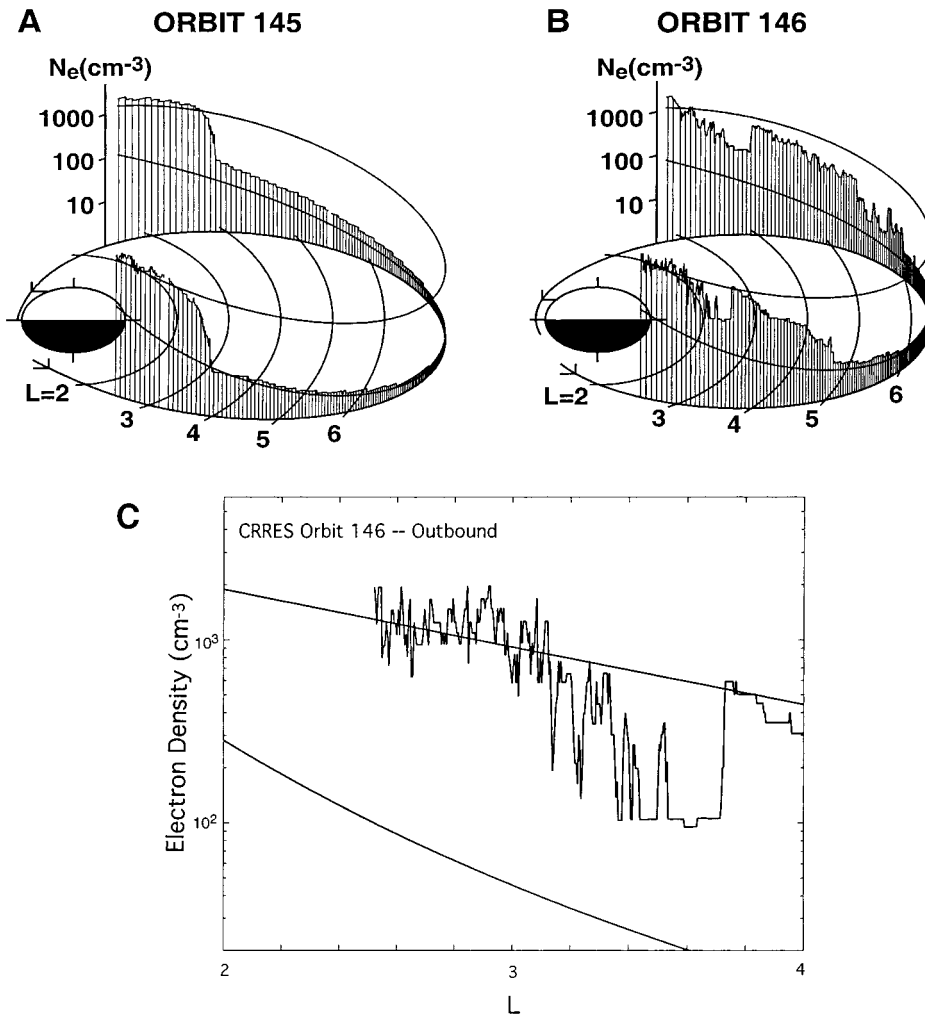 A ORBIT 145
Ne(cm-3)
1000
100
10
L=2
3
4
5
6
B ORBIT 146
Ne(cm-3)
1000
100
10
L=2
3
4
5
6
C
CRRES Orbit 146 -- Outbound
Electron Density (cm-3)
10³
10²
2
3
4
L